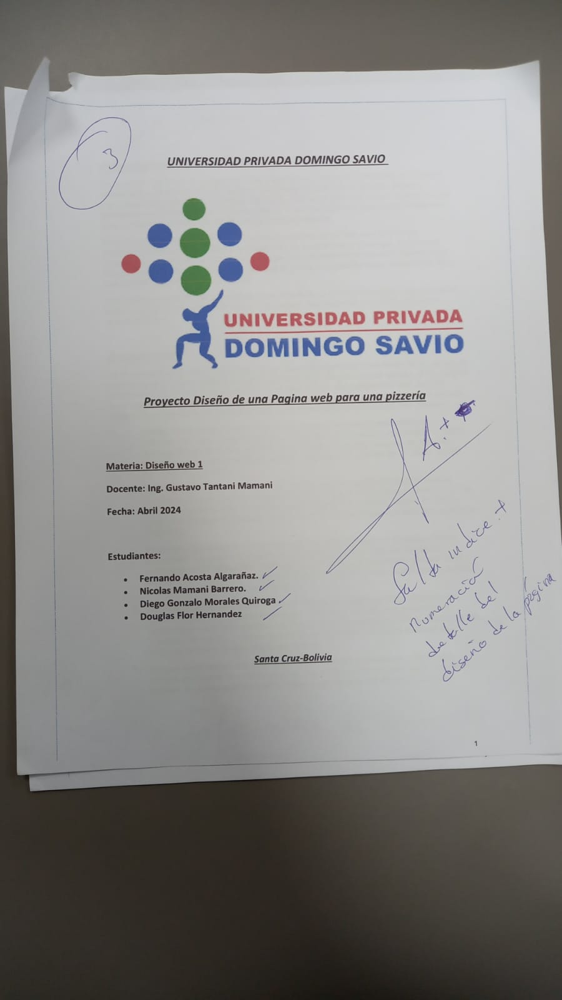 3
UNIVERSIDAD PRIVADA DOMINGO SAVIO
UNIVERSIDAD PRIVADA
DOMINGO SAVIO
Proyecto Diseño de una Pagina web para una pizzería
A.+
Materia: Diseño web 1
Docente: Ing. Gustavo Tantani Mamani
Fecha: Abril 2024
Estudiantes:
• Fernando Acosta Algarañaz.
• Nicolas Mamani Barrero.
• Diego Gonzalo Morales Quiroga
• Douglas Flor Hernandez
falta indice +
numeración
detalle del
diseño de la página
Santa Cruz-Bolivia
1